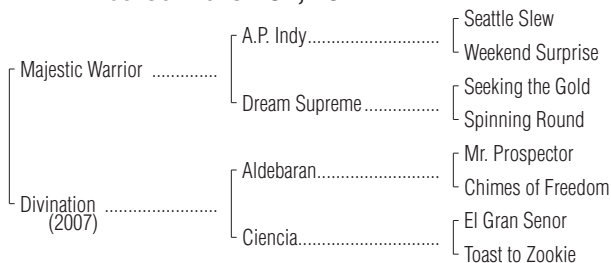 Seattle Slew
A.P. Indy
Weekend Surprise
Majestic Warrior
Seeking the Gold
Dream Supreme
Spinning Round
Mr. Prospector
Aldebaran
Chimes of Freedom
Divination
(2007)
El Gran Senor
Ciencia
Toast to Zookie